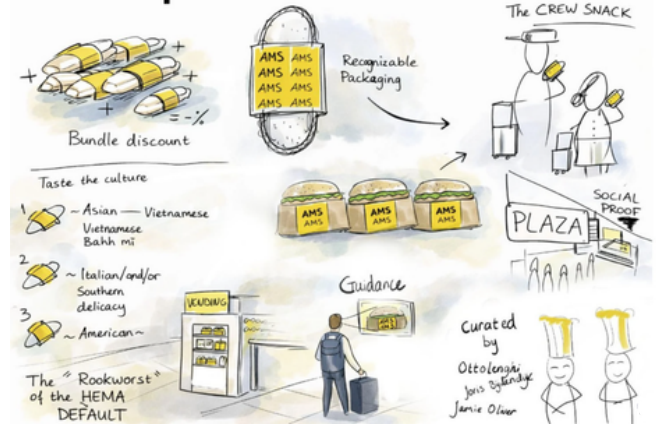 + + + + + = -%
Bundle discount
AMS AMS
AMS AMS
AMS AMS
AMS AMS
Recognizable
Packaging
The CREW SNACK
Taste the culture
1 ~ Asian — Vietnamese
Vietnamese
Bahh mi
2 ~ Italian/and/or
Southern
delicacy
3 ~ American ~
The "Rookworst"
of the HEMA
DEFAULT
AMS
AMS
AMS
AMS
AMS
AMS
PLAZA
SOCIAL
PROOF
VENDING
Guidance
Curated
by
Ottolenghi
Joris
Jamie Oliver